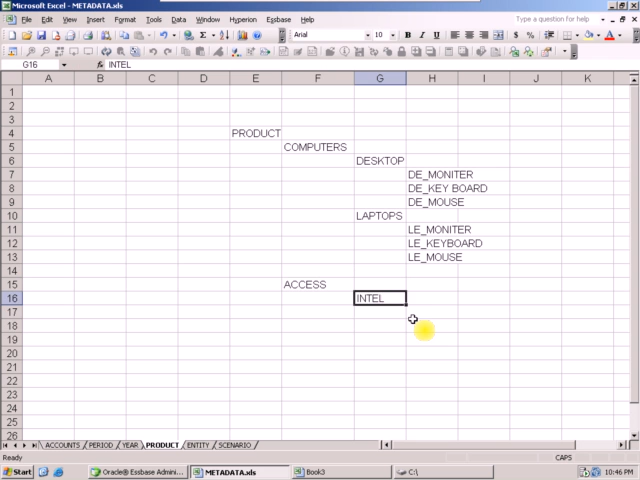 Microsoft Excel - METADATA.xls
File Edit View Insert Format Tools Data Window Hyperion Essbase Help Type a question for help
Arial 10 B I U $ %
G16 fx INTEL
A B C D E F G H I J K
1
2
3
4 PRODUCT
5 COMPUTERS
6 DESKTOP
7 DE_MONITER
8 DE_KEY BOARD
9 DE_MOUSE
10 LAPTOPS
11 LE_MONITER
12 LE_KEYBOARD
13 LE_MOUSE
14
15 ACCESS
16 INTEL
17
18
19
20
21
22
23
24
25
26
ACCOUNTS / PERIOD / YEAR \ PRODUCT / ENTITY / SCENARIO /
Ready CAPS
Start Oracle® Essbase Admini... METADATA.xls Book3 C:\ 10:46 PM